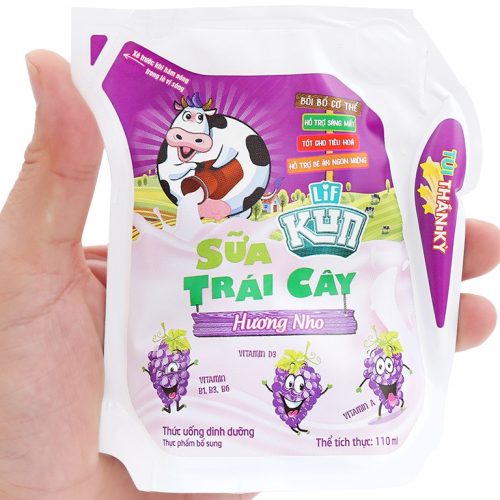 Xé trước khi hâm nóng
trong lò vi sóng
BỒI BỔ CƠ THỂ
HỖ TRỢ SÁNG MẮT
TỐT CHO TIÊU HOÁ
HỖ TRỢ BÉ ĂN NGON MIỆNG
TÚI THẦN KỲ
LiF
KUN
SỮA
TRÁI CÂY
Hương Nho
VITAMIN D3
VITAMIN
B1, B3, B6
VITAMIN A
Thức uống dinh dưỡng
Thực phẩm bổ sung
Thể tích thực: 110 ml